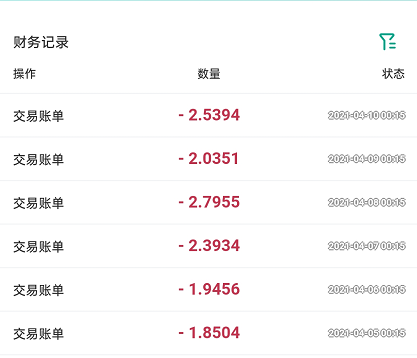 财务记录
操作 数量 状态
交易账单 - 2.5394 2021-04-10 00:15
交易账单 - 2.0351 2021-04-09 00:15
交易账单 - 2.7955 2021-04-08 00:15
交易账单 - 2.3934 2021-04-07 00:15
交易账单 - 1.9456 2021-04-06 00:15
交易账单 - 1.8504 2021-04-05 00:15